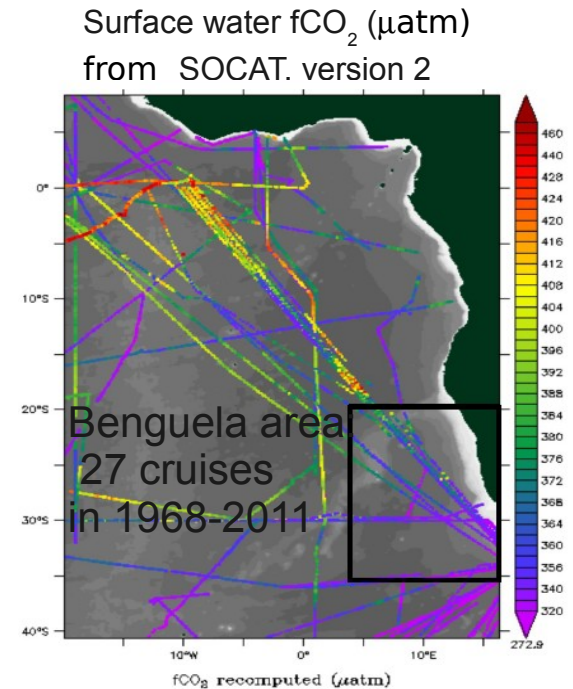 Surface water fCO₂ (μatm)
from SOCAT. version 2
0°
10°S
20°S
30°S
40°S
10°W
0°
10°E
Benguela area
27 cruises
in 1968-2011
460
440
428
424
420
416
412
408
404
400
396
392
388
384
380
376
372
368
364
360
356
340
320
272.9
fCO₂ recomputed (μatm)